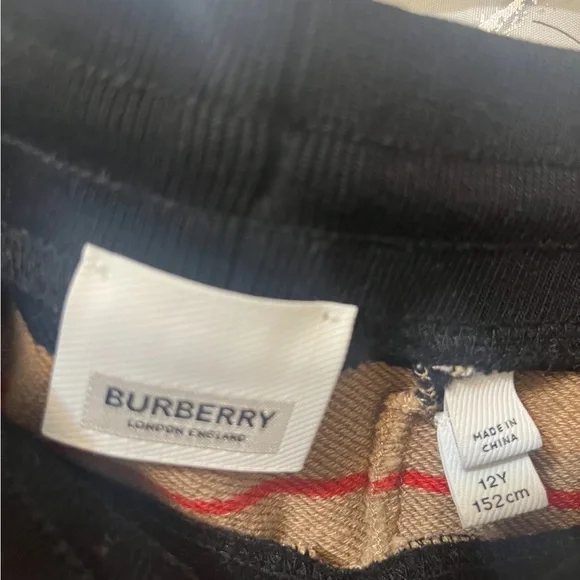 BURBERRY
LONDON ENGLAND
MADE IN
CHINA
12Y
152cm